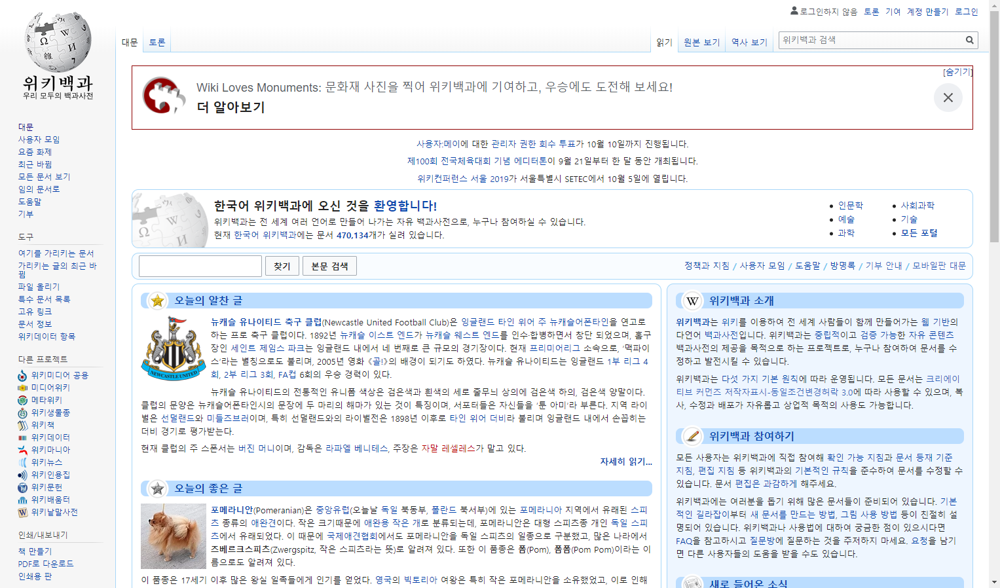 로그인하지 않음 토론 기여 계정 만들기 로그인
대문 토론 읽기 원본 보기 역사 보기 위키백과 검색
위키백과
우리 모두의 백과사전
대문
사용자 모임
요즘 화제
최근 바뀜
모든 문서 보기
임의 문서로
도움말
기부
도구
여기를 가리키는 문서
가리키는 글의 최근 바
뀜
파일 올리기
특수 문서 목록
고유 링크
문서 정보
위키데이터 항목
다른 프로젝트
위키미디어 공용
미디어위키
메타위키
위키생물종
위키책
위키데이터
위키마니아
위키뉴스
위키인용집
위키문헌
위키배움터
위키낱말사전
인쇄/내보내기
책 만들기
PDF로 다운로드
인쇄용 판
[숨기기]
Wiki Loves Monuments: 문화재 사진을 찍어 위키백과에 기여하고, 우승에도 도전해 보세요!
더 알아보기
사용자:메이에 대한 관리자 권한 회수 투표가 10월 10일까지 진행됩니다.
제100회 전국체육대회 기념 에디터톤이 9월 21일부터 한 달 동안 개최됩니다.
위키컨퍼런스 서울 2019가 서울특별시 SETEC에서 10월 5일에 열립니다.
한국어 위키백과에 오신 것을 환영합니다!
위키백과는 전 세계 여러 언어로 만들어 나가는 자유 백과사전으로, 누구나 참여하실 수 있습니다.
현재 한국어 위키백과에는 문서 470,134개가 실려 있습니다.
인문학 사회과학
예술 기술
과학 모든 포털
찾기 본문 검색
정책과 지침 / 사용자 모임 / 도움말 / 방명록 / 기부 안내 / 모바일판 대문
오늘의 알찬 글
뉴캐슬 유나이티드 축구 클럽(Newcastle United Football Club)은 잉글랜드 타인 위어 주 뉴캐슬어폰타인을 연고로
하는 프로 축구 클럽이다. 1892년 뉴캐슬 이스트 엔드가 뉴캐슬 웨스트 엔드를 인수·합병하면서 창단 되었으며, 홈구
장인 세인트 제임스 파크는 잉글랜드 내에서 네 번째로 큰 규모의 경기장이다. 현재 프리미어리그 소속으로, ‘맥파이
스’라는 별칭으로도 불리며, 2005년 영화 《골!》의 배경이 되기도 하였다. 뉴캐슬 유나이티드는 잉글랜드 1부 리그 4
회, 2부 리그 3회, FA컵 6회의 우승 경력이 있다.
뉴캐슬 유나이티드의 전통적인 유니폼 색상은 검은색과 흰색의 세로 줄무늬 상의에 검은색 하의, 검은색 양말이다.
클럽의 문양은 뉴캐슬어폰타인시의 문장에 두 마리의 해마가 있는 것이 특징이며, 서포터들은 자신들을 ‘툰 아미’라 부른다. 지역 라이
벌은 선덜랜드와 미들즈브러이며, 특히 선덜랜드와의 라이벌전은 1898년 이후로 타인 위어 더비라 불리며 잉글랜드 내에서 손꼽히는
더비 경기로 평가받는다.
현재 클럽의 주 스폰서는 버진 머니이며, 감독은 라파엘 베니테스, 주장은 자말 레셀레스가 맡고 있다.
자세히 읽기...
NEWCASTLE UNITED
오늘의 좋은 글
포메라니안(Pomeranian)은 중앙유럽(오늘날 독일 북동부, 폴란드 북서부)에 있는 포메라니아 지역에서 유래된 스피
츠 종류의 애완견이다. 작은 크기때문에 애완용 작은 개로 분류되는데, 포메라니안은 대형 스피츠종 개인 독일 스피
츠에서 유래되었다. 이 때문에 국제애견협회에서도 포메라니안을 독일 스피츠의 일종으로 구분했고, 많은 나라에서
즈베르크스피츠(Zwergspitz, 작은 스피츠라는 뜻)로 알려져 있다. 또한 이 품종은 폼(Pom), 폼폼(Pom Pom)이라는 이
름으로도 알려져 있다.
이 품종은 17세기 이후 많은 왕실 일족들에게 인기를 얻었다. 영국의 빅토리아 여왕은 특히 작은 포메라니안을 소유했었고, 이로 인해
위키백과 소개
위키백과는 위키를 이용하여 전 세계 사람들이 함께 만들어가는 웹 기반의
다언어 백과사전입니다. 위키백과는 중립적이고 검증 가능한 자유 콘텐츠
백과사전의 제공을 목적으로 하는 프로젝트로, 누구나 참여하여 문서를 수
정하고 발전시킬 수 있습니다.
위키백과는 다섯 가지 기본 원칙에 따라 운영됩니다. 모든 문서는 크리에이
티브 커먼즈 저작자표시-동일조건변경허락 3.0에 따라 사용할 수 있으며, 복
사, 수정과 배포가 자유롭고 상업적 목적의 사용도 가능합니다.
위키백과 참여하기
모든 사용자는 위키백과에 직접 참여해 확인 가능 지침과 문서 등재 기준
지침, 편집 지침 등 위키백과의 기본적인 규칙을 준수하여 문서를 수정할 수
있습니다. 문서 편집은 과감하게 해주세요.
위키백과에는 여러분을 돕기 위해 많은 문서들이 준비되어 있습니다. 기본
적인 길라잡이부터 새 문서를 만드는 방법, 그림 사용 방법 등이 친절히 설
명되어 있습니다. 위키백과나 사용법에 대하여 궁금한 점이 있으시다면
FAQ을 참고하시고 질문방에 질문하는 것을 주저하지 마세요. 요청을 남기
면 다른 사용자들의 도움을 받을 수도 있습니다.
새로 들어온 소식